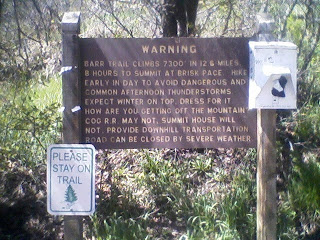 WARNING
BARR TRAIL CLIMBS 7300' IN 12.6 MILES.
8 HOURS TO SUMMIT AT BRISK PACE. HIKE
EARLY IN DAY TO AVOID DANGEROUS AND
COMMON AFTERNOON THUNDERSTORMS.
EXPECT WINTER ON TOP, DRESS FOR IT
HOW ARE YOU GETTING OFF THE MOUNTAIN
COG R.R. MAY NOT, SUMMIT HOUSE WILL
NOT, PROVIDE DOWNHILL TRANSPORTATION
ROAD CAN BE CLOSED BY SEVERE WEATHER
PLEASE
STAY ON
TRAIL